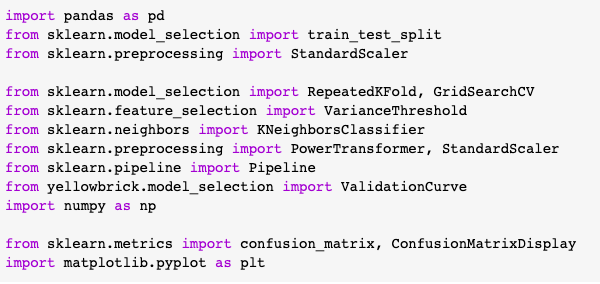 import pandas as pd
from sklearn.model_selection import train_test_split
from sklearn.preprocessing import StandardScaler
from sklearn.model_selection import RepeatedKFold, GridSearchCV
from sklearn.feature_selection import VarianceThreshold
from sklearn.neighbors import KNeighborsClassifier
from sklearn.preprocessing import PowerTransformer, StandardScaler
from sklearn.pipeline import Pipeline
from yellowbrick.model_selection import ValidationCurve
import numpy as np
from sklearn.metrics import confusion_matrix, ConfusionMatrixDisplay
import matplotlib.pyplot as plt